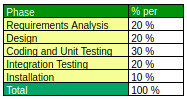 Phase % per
Requirements Analysis 20 %
Design 20 %
Coding and Unit Testing 30 %
Integration Testing 20 %
Installation 10 %
Total 100 %